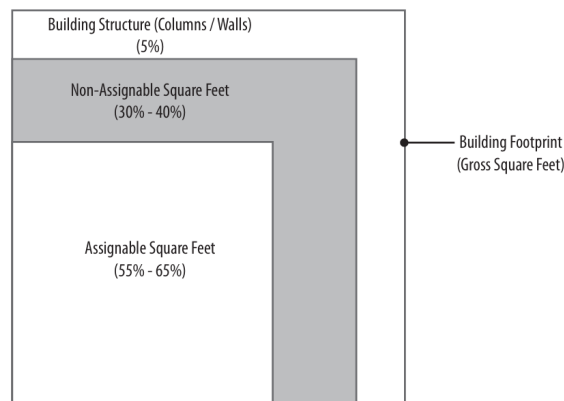 Building Structure (Columns / Walls)
(5%)
Non-Assignable Square Feet
(30% - 40%)
Building Footprint
(Gross Square Feet)
Assignable Square Feet
(55% - 65%)